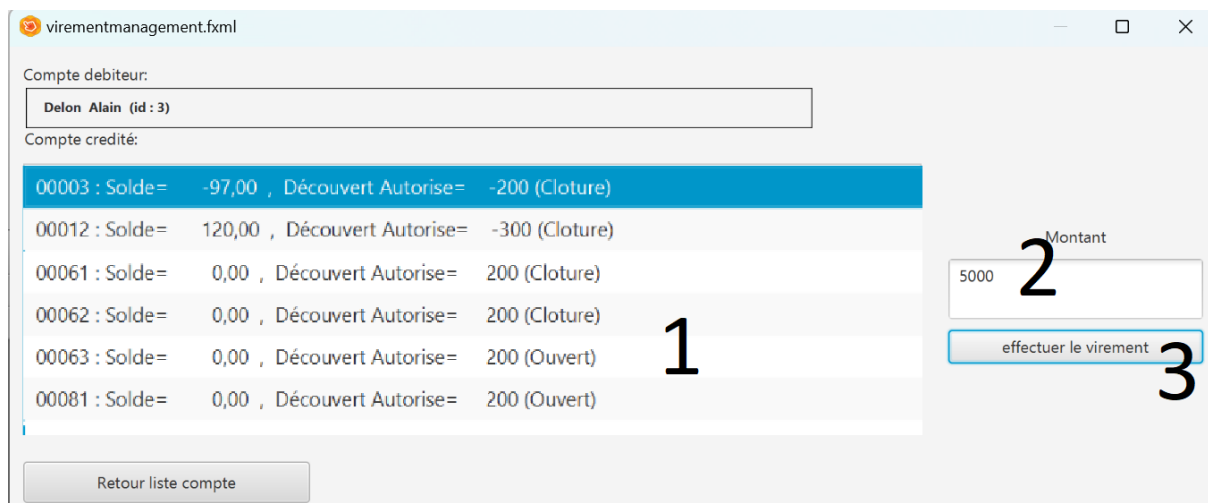 virementmanagement.fxml
Compte debiteur:
Delon Alain (id : 3)
Compte credité:
00003 : Solde= -97,00 , Découvert Autorise= -200 (Cloture)
00012 : Solde= 120,00 , Découvert Autorise= -300 (Cloture)
00061 : Solde= 0,00 , Découvert Autorise= 200 (Cloture)
00062 : Solde= 0,00 , Découvert Autorise= 200 (Cloture)
00063 : Solde= 0,00 , Découvert Autorise= 200 (Ouvert)
00081 : Solde= 0,00 , Découvert Autorise= 200 (Ouvert)
1
Montant
2
5000
effectuer le virement
3
Retour liste compte